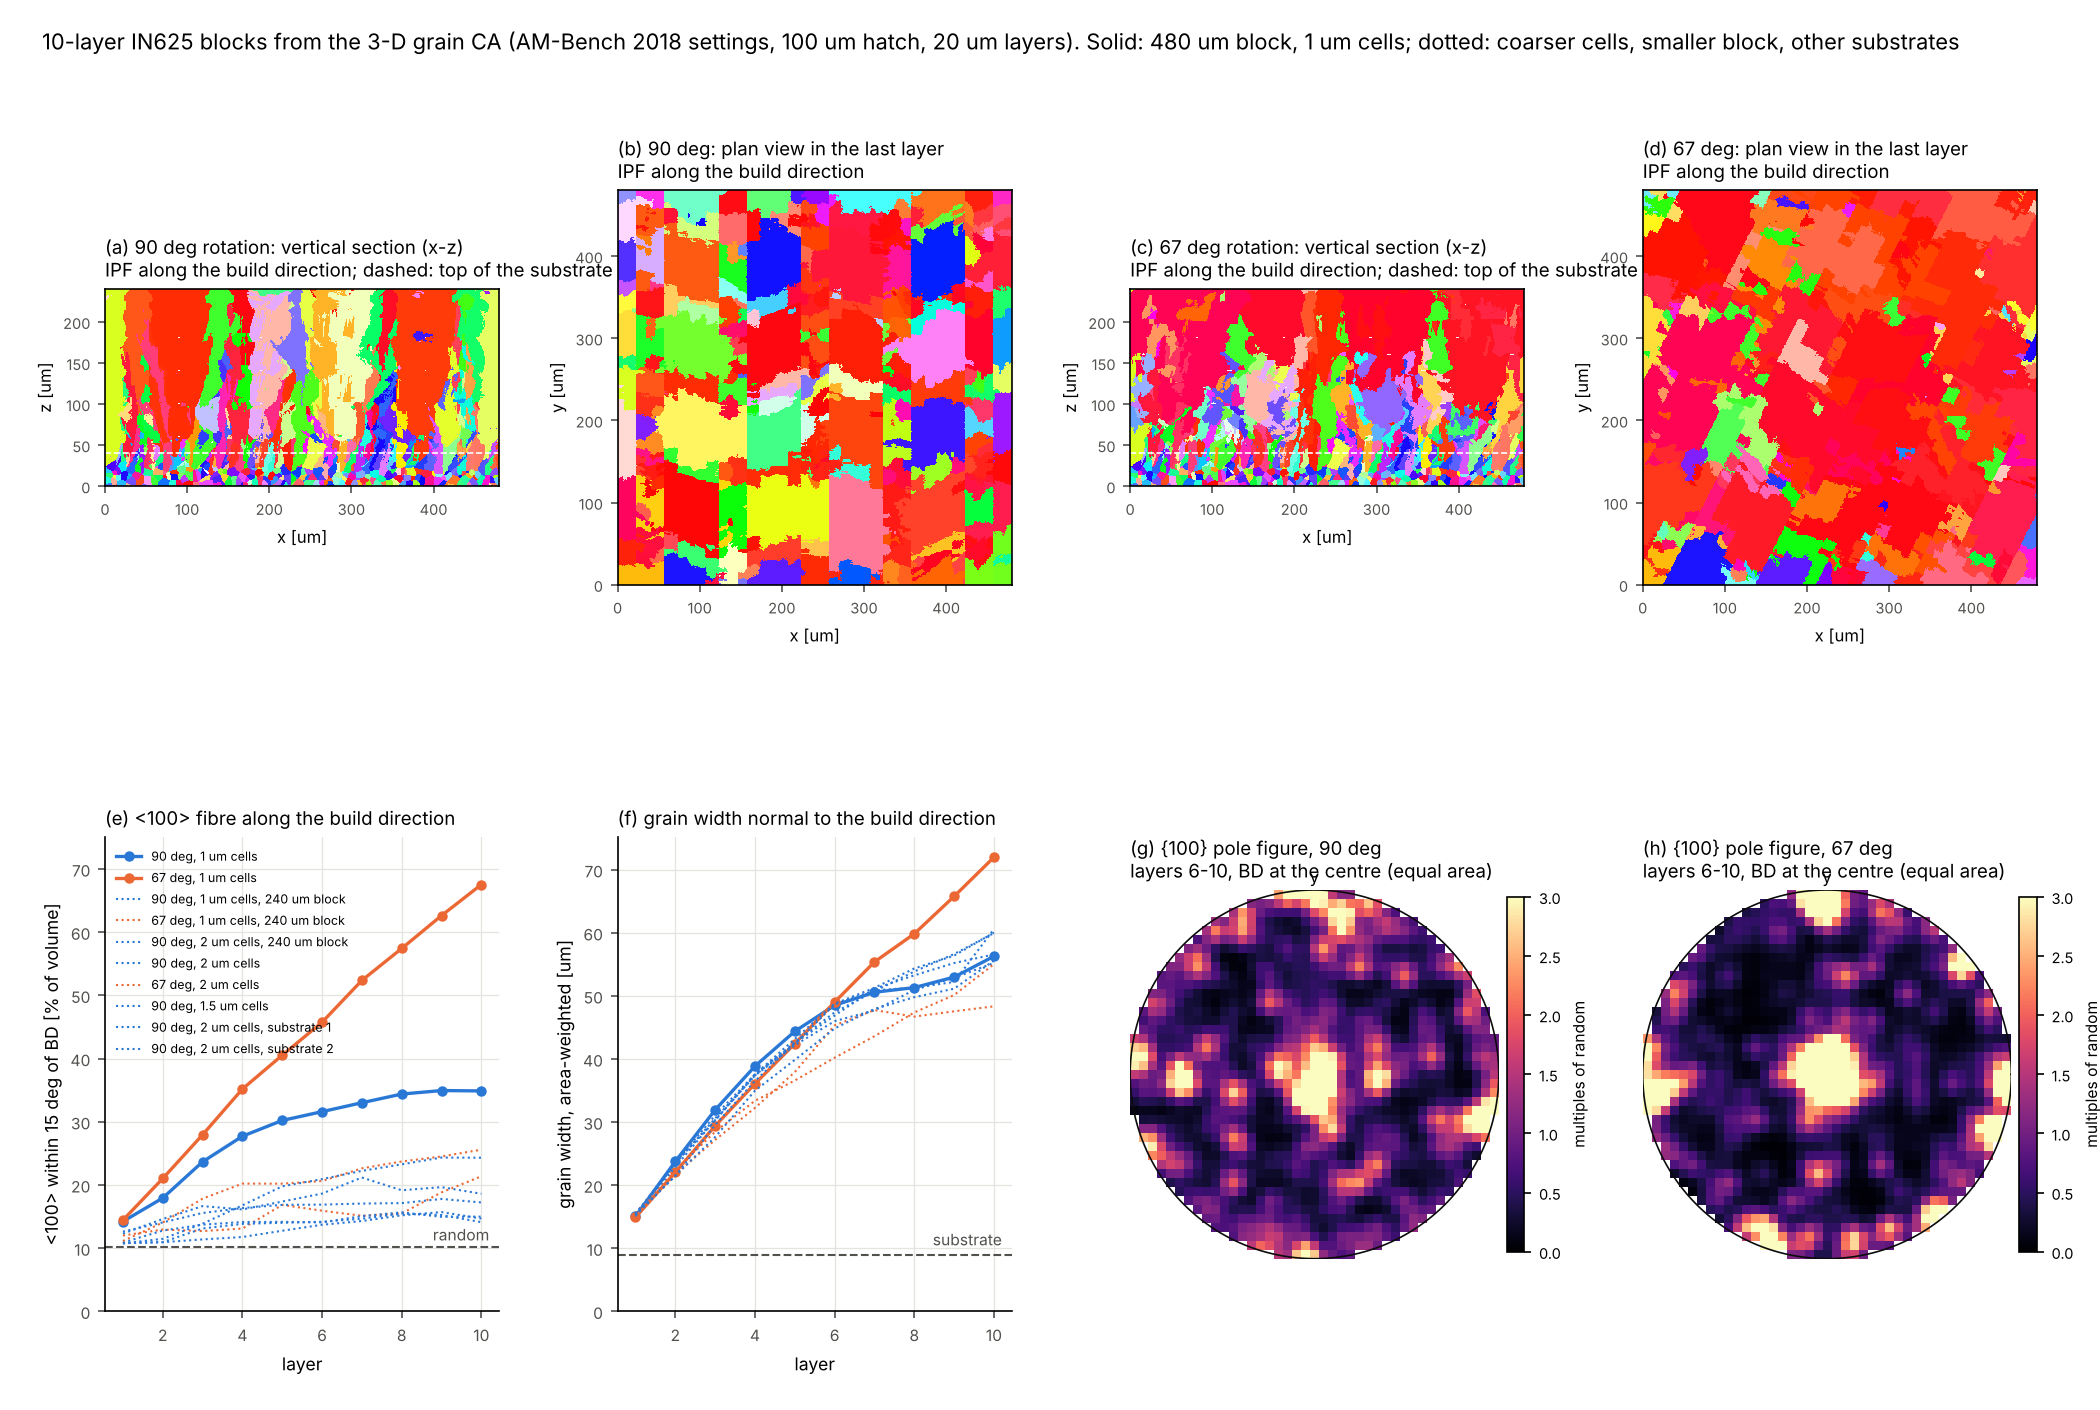 10-layer IN625 blocks from the 3-D grain CA (AM-Bench 2018 settings, 100 um hatch, 20 um layers). Solid: 480 um block, 1 um cells; dotted: coarser cells, smaller block, other substrates
(a) 90 deg rotation: vertical section (x-z)
IPF along the build direction; dashed: top of the substrate
z [um]
200
150
100
50
0
0 100 200 300 400
x [um]
(b) 90 deg: plan view in the last layer
IPF along the build direction
y [um]
400
300
200
100
0
0 100 200 300 400
x [um]
(c) 67 deg rotation: vertical section (x-z)
IPF along the build direction; dashed: top of the substrate
z [um]
200
150
100
50
0
0 100 200 300 400
x [um]
(d) 67 deg: plan view in the last layer
IPF along the build direction
y [um]
400
300
200
100
0
0 100 200 300 400
x [um]
(e) <100> fibre along the build direction
<100> within 15 deg of BD [% of volume]
70
60
50
40
30
20
10
0
90 deg, 1 um cells
67 deg, 1 um cells
90 deg, 1 um cells, 240 um block
67 deg, 1 um cells, 240 um block
90 deg, 2 um cells, 240 um block
90 deg, 2 um cells
67 deg, 2 um cells
90 deg, 1.5 um cells
90 deg, 2 um cells, substrate 1
90 deg, 2 um cells, substrate 2
random
2 4 6 8 10
layer
(f) grain width normal to the build direction
grain width, area-weighted [um]
70
60
50
40
30
20
10
0
substrate
2 4 6 8 10
layer
(g) {100} pole figure, 90 deg
layers 6-10, BD at the centre (equal area)
y
3.0
2.5
2.0
1.5
1.0
0.5
0.0
multiples of random
(h) {100} pole figure, 67 deg
layers 6-10, BD at the centre (equal area)
y
3.0
2.5
2.0
1.5
1.0
0.5
0.0
multiples of random